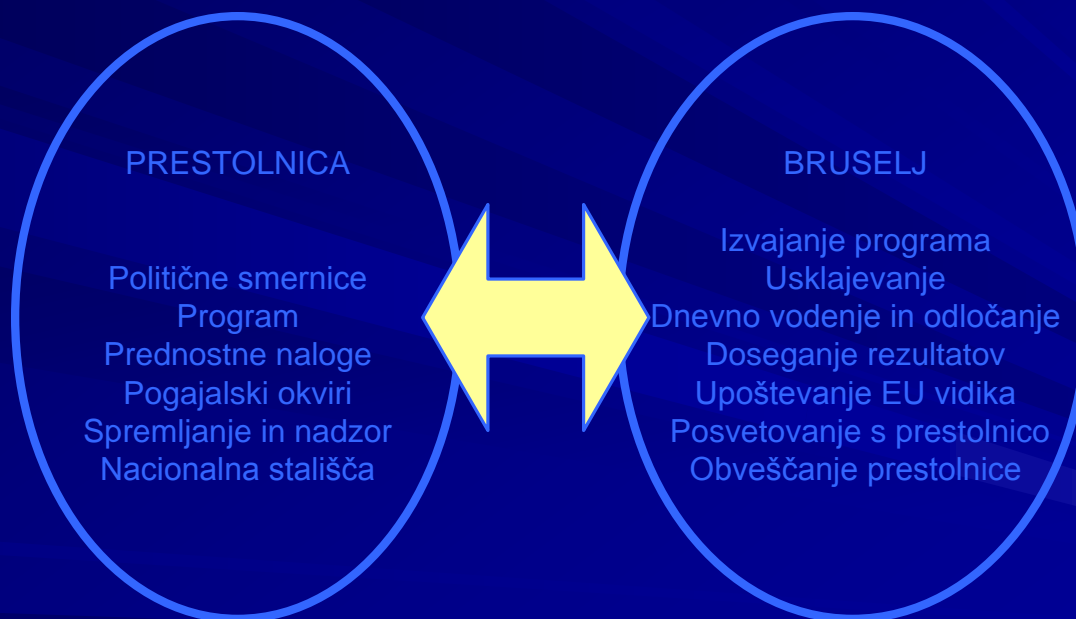 PRESTOLNICA
Politične smernice
Program
Prednostne naloge
Pogajalski okviri
Spremljanje in nadzor
Nacionalna stališča
BRUSELJ
Izvajanje programa
Usklajevanje
Dnevno vodenje in odločanje
Doseganje rezultatov
Upoštevanje EU vidika
Posvetovanje s prestolnico
Obveščanje prestolnice